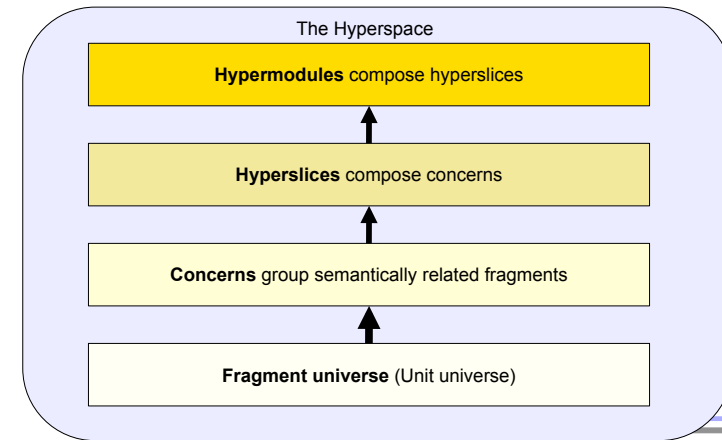 The Hyperspace
Hypermodules compose hyperslices
Hyperslices compose concerns
Concerns group semantically related fragments
Fragment universe (Unit universe)